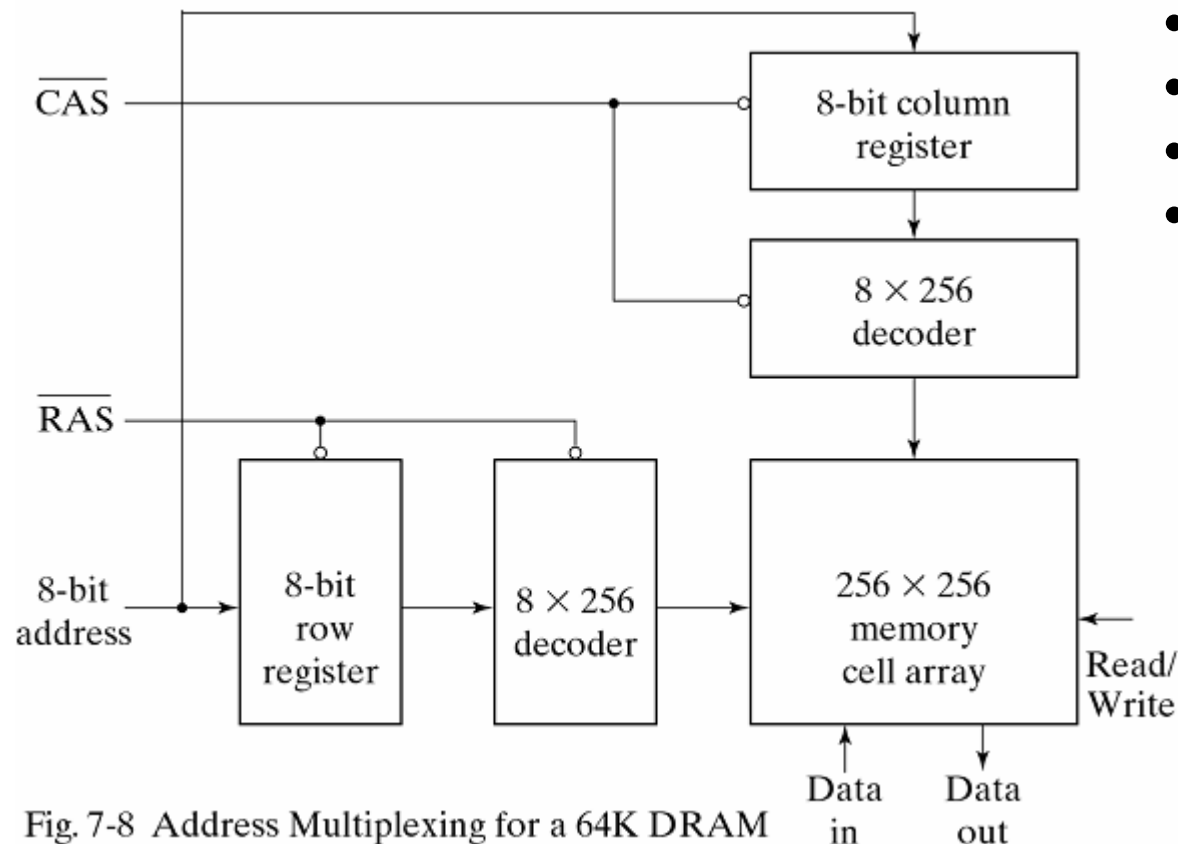 CAS
8-bit column
register
8 × 256
decoder
RAS
8-bit
address
8-bit
row
register
8 × 256
decoder
256 × 256
memory
cell array
Read/
Write
Data
in
Data
out
Fig. 7-8 Address Multiplexing for a 64K DRAM